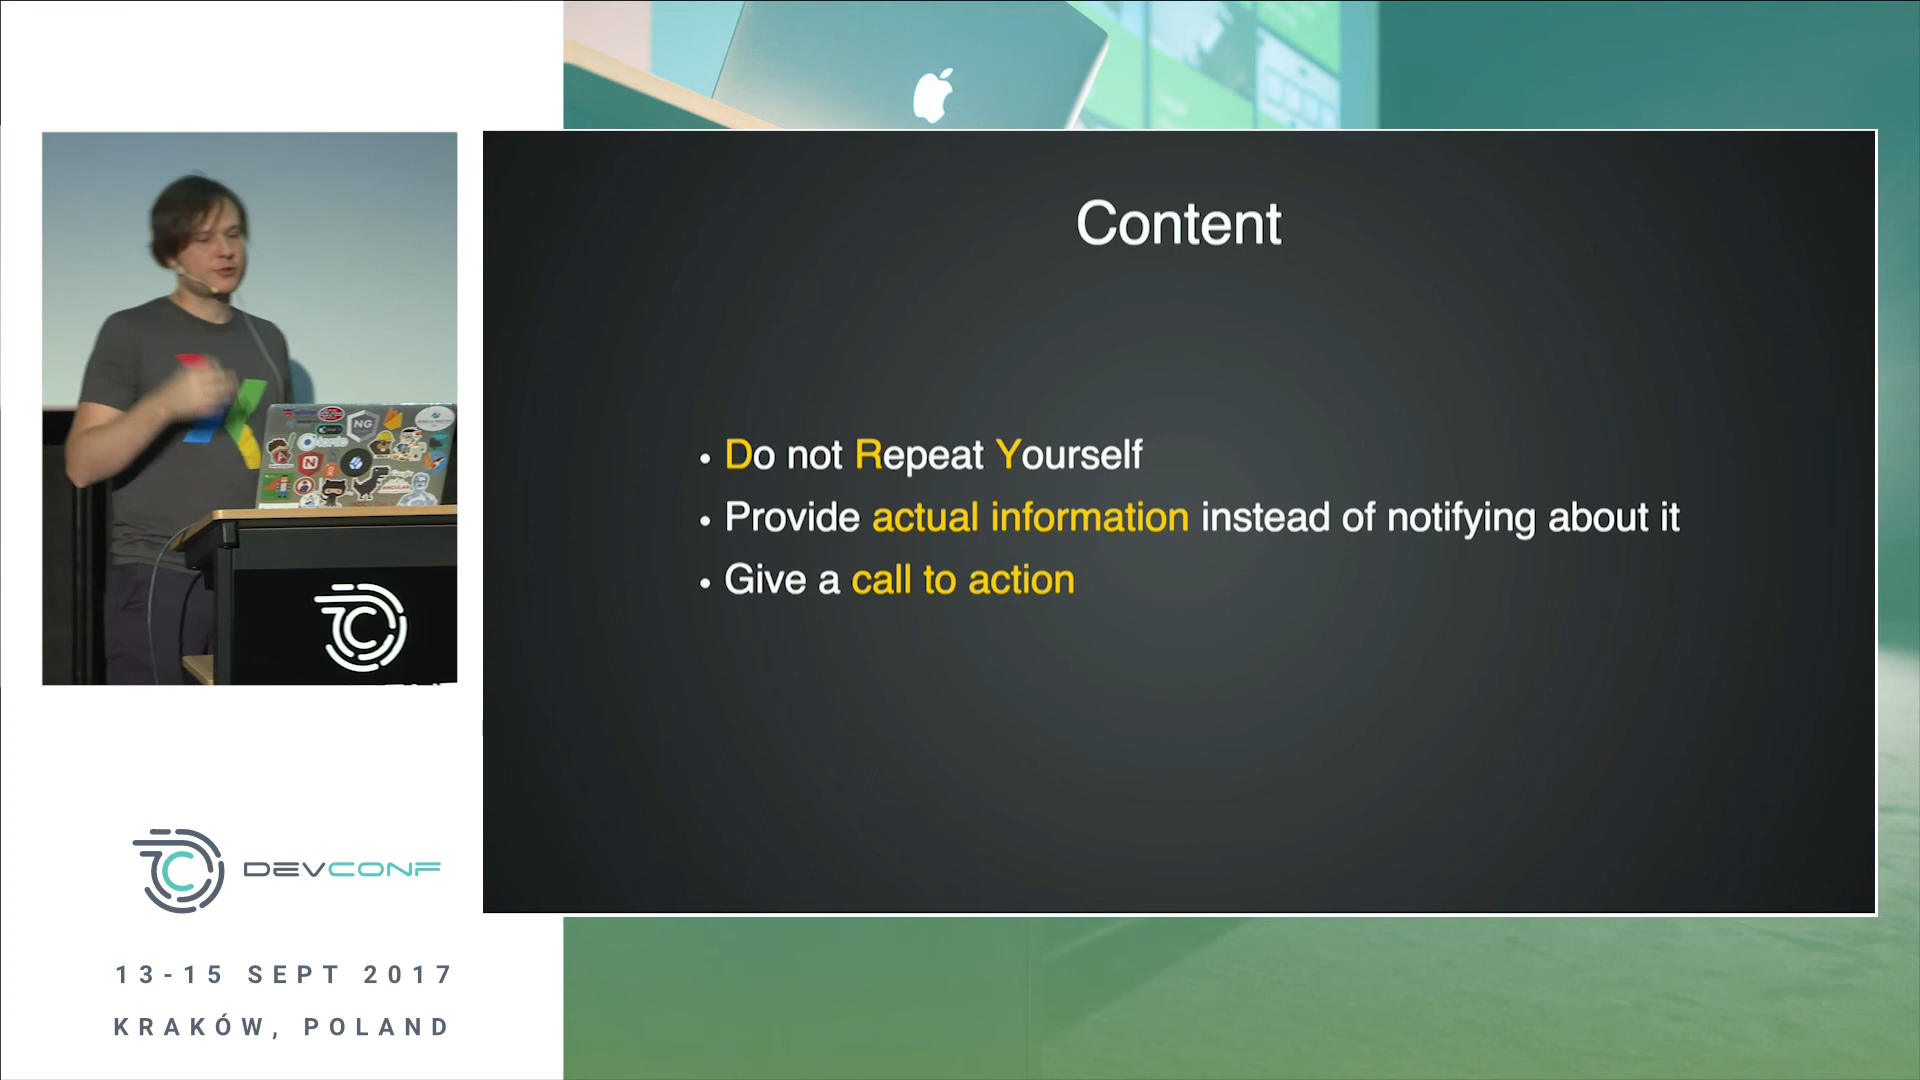 Content
• Do not Repeat Yourself
• Provide actual information instead of notifying about it
• Give a call to action
NG
DEVCONF
13-15 SEPT 2017
KRAKÓW, POLAND